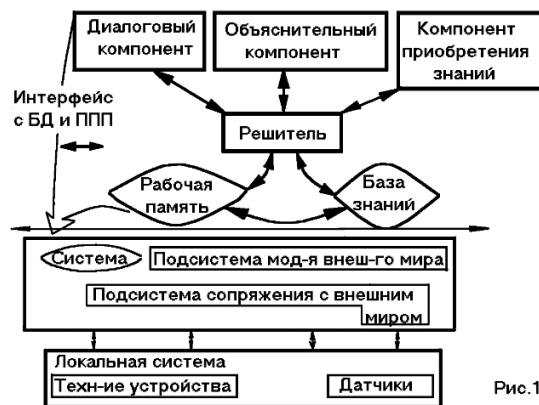 Диалоговый
компонент
Объяснительный
компонент
Компонент
приобретения
знаний
Интерфейс
с БД и ППП
Решитель
Рабочая
память
База
знаний
Система
Подсистема мод-я внеш-го мира
Подсистема сопряжения с внешним
миром
Локальная система
Техн-ие устройства
Датчики
Рис.1